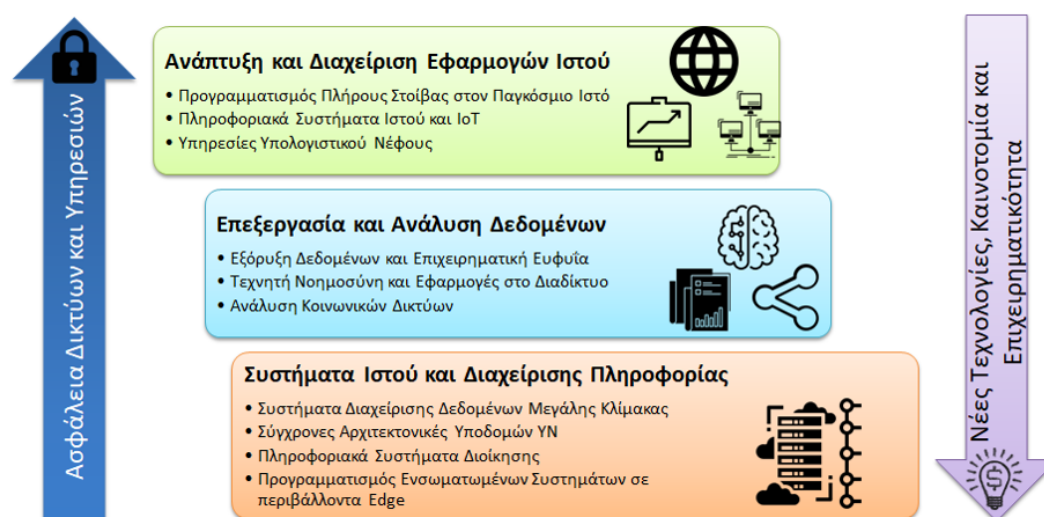 Ασφάλεια Δικτύων και Υπηρεσιών
Ανάπτυξη και Διαχείριση Εφαρμογών Ιστού
• Προγραμματισμός Πλήρους Στοίβας στον Παγκόσμιο Ιστό
• Πληροφοριακά Συστήματα Ιστού και IoT
• Υπηρεσίες Υπολογιστικού Νέφους
Επεξεργασία και Ανάλυση Δεδομένων
• Εξόρυξη Δεδομένων και Επιχειρηματική Ευφυΐα
• Τεχνητή Νοημοσύνη και Εφαρμογές στο Διαδίκτυο
• Ανάλυση Κοινωνικών Δικτύων
Συστήματα Ιστού και Διαχείρισης Πληροφορίας
• Συστήματα Διαχείρισης Δεδομένων Μεγάλης Κλίμακας
• Σύγχρονες Αρχιτεκτονικές Υποδομών ΥΝ
• Πληροφοριακά Συστήματα Διοίκησης
• Προγραμματισμός Ενσωματωμένων Συστημάτων σε
περιβάλλοντα Edge
Νέες Τεχνολογίες, Καινοτομία και
Επιχειρηματικότητα